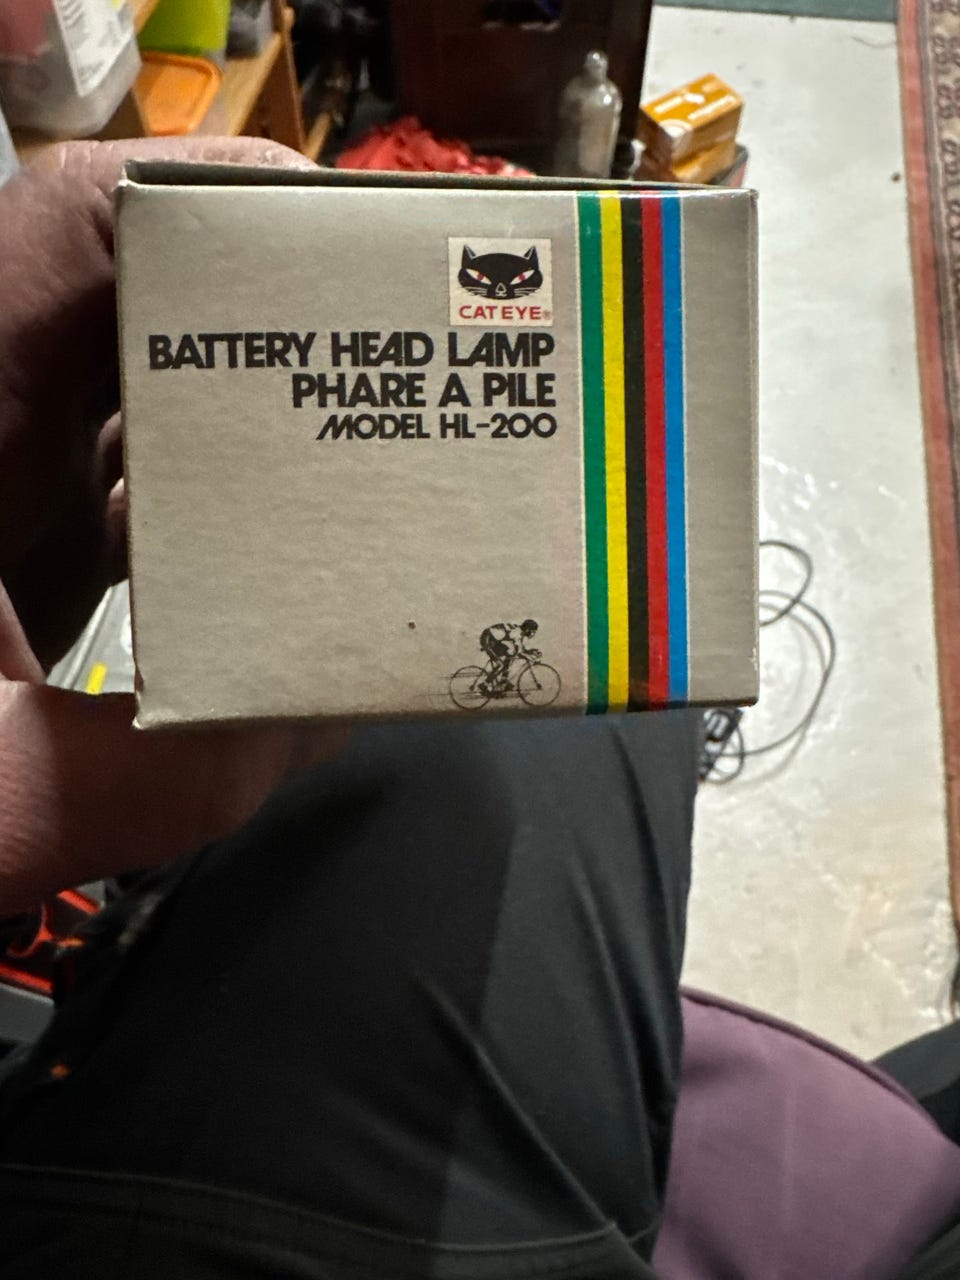 CAT EYE®
BATTERY HEAD LAMP
PHARE A PILE
MODEL HL-200